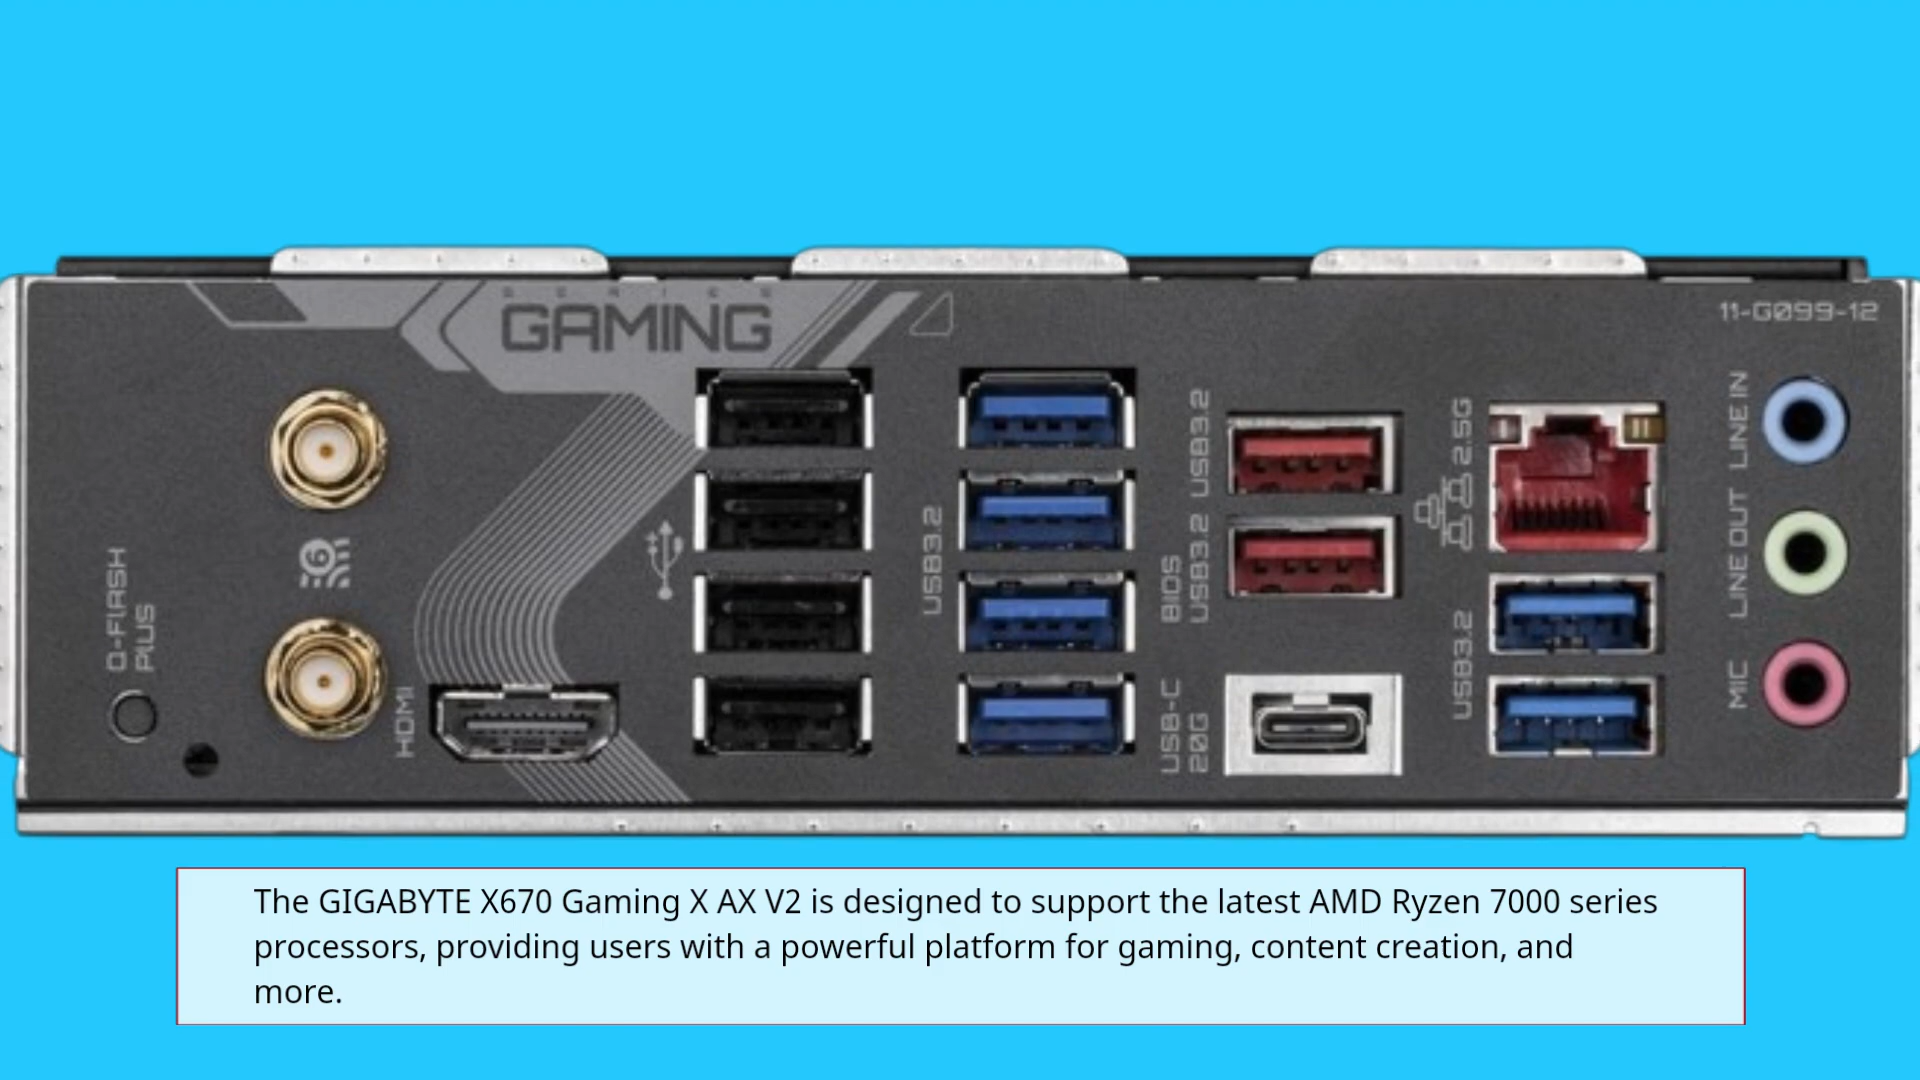 SERIES
GAMING
11-G099-12
Q-FLASH
PLUS
6
HDMI
USB3.2
USB3.2
BIOS
USB3.2
USB-C
20G
2.5G
USB3.2
LINE IN
LINE OUT
MIC
The GIGABYTE X670 Gaming X AX V2 is designed to support the latest AMD Ryzen 7000 series
processors, providing users with a powerful platform for gaming, content creation, and
more.